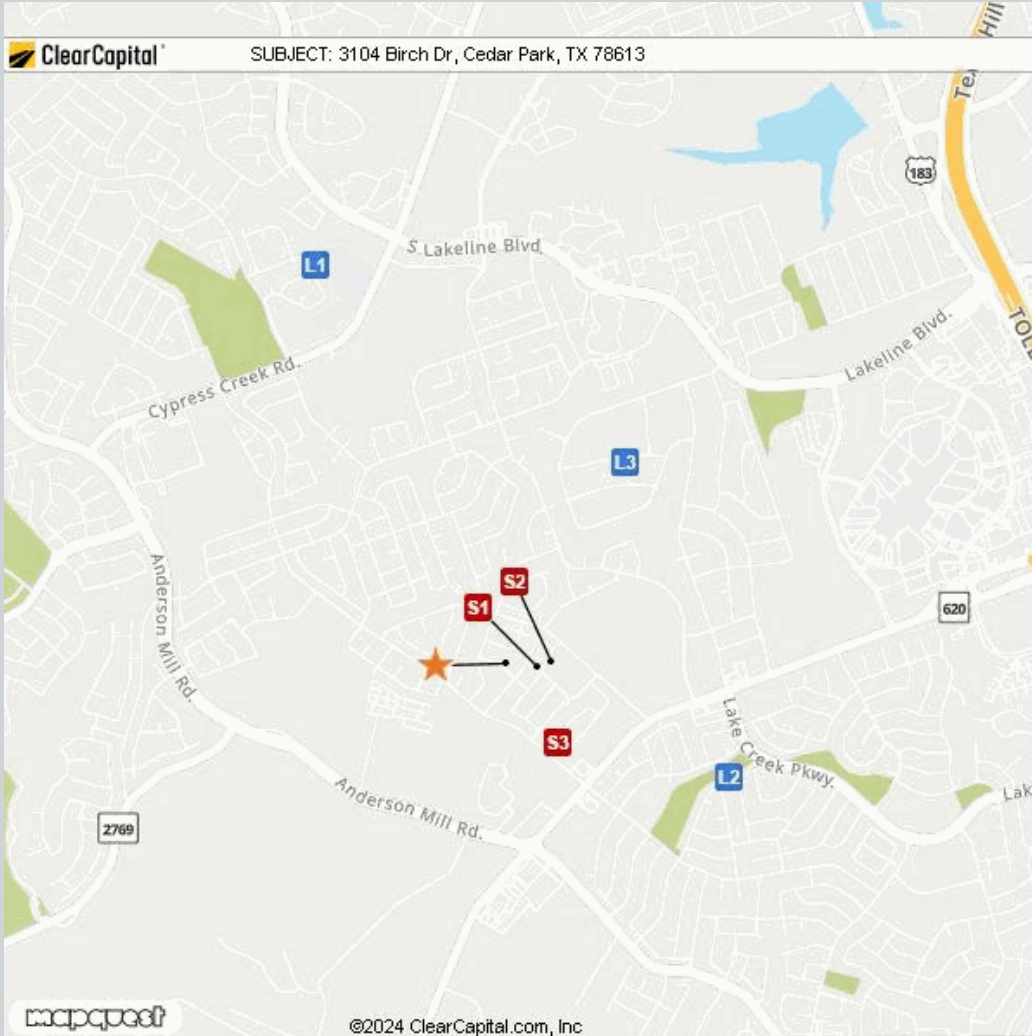 ClearCapital
SUBJECT: 3104 Birch Dr, Cedar Park, TX 78613
Hill
183
S Lakeline Blvd
L1
TOLL
Lakeline Blvd.
Cypress Creek Rd.
L3
Anderson Mill Rd.
S2
S1
620
S3
Lake Creek Pkwy.
L2
Anderson Mill Rd.
2769
mapquest
©2024 ClearCapital.com, Inc